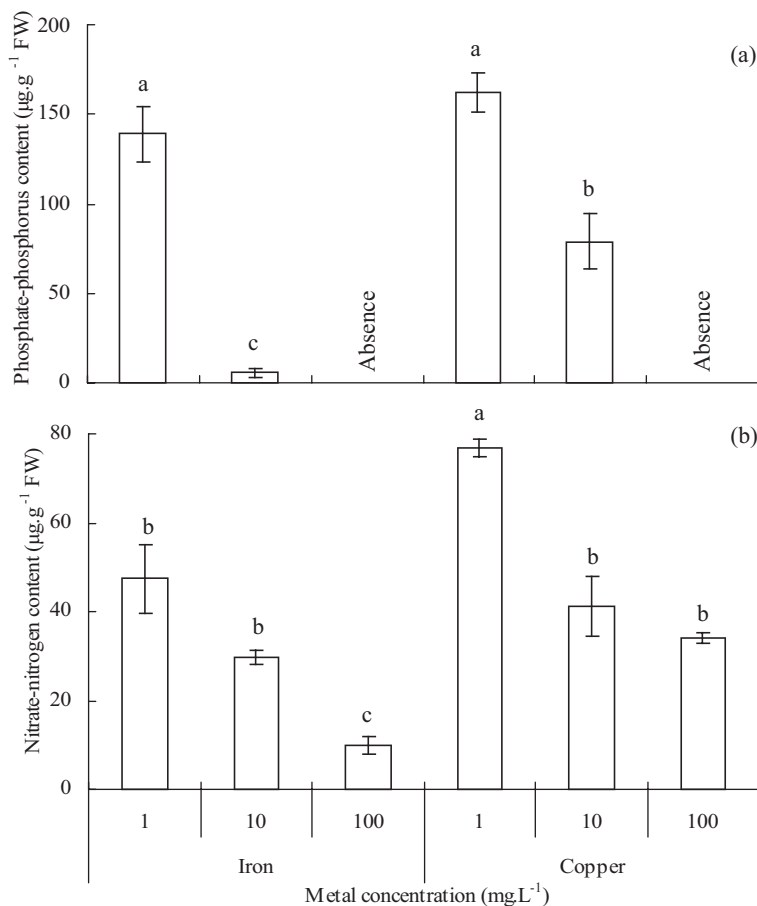 Phosphate-phosphorus content (µg.g⁻¹ FW)
200
150
100
50
0
(a)
a
c
Absence
a
b
Absence
Nitrate-nitrogen content (µg.g⁻¹ FW)
80
60
40
20
0
(b)
b
b
c
a
b
b
1 10 100 1 10 100
Iron Copper
Metal concentration (mg.L⁻¹)